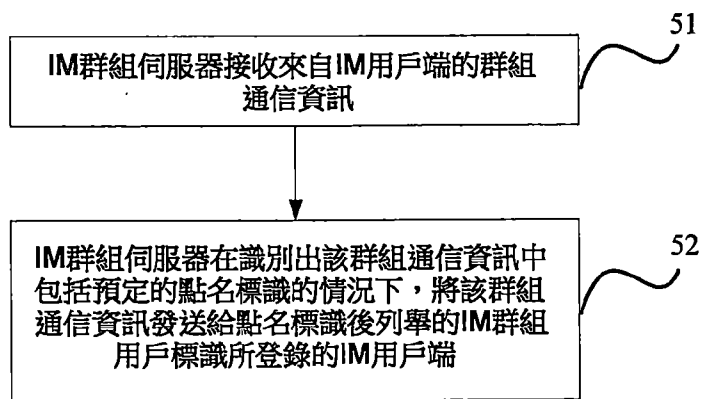 51
IM群組伺服器接收來自IM用戶端的群組
通信資訊
52
IM群組伺服器在識別出該群組通信資訊中
包括預定的點名標識的情況下，將該群組
通信資訊發送給點名標識後列舉的IM群組
用戶標識所登錄的IM用戶端